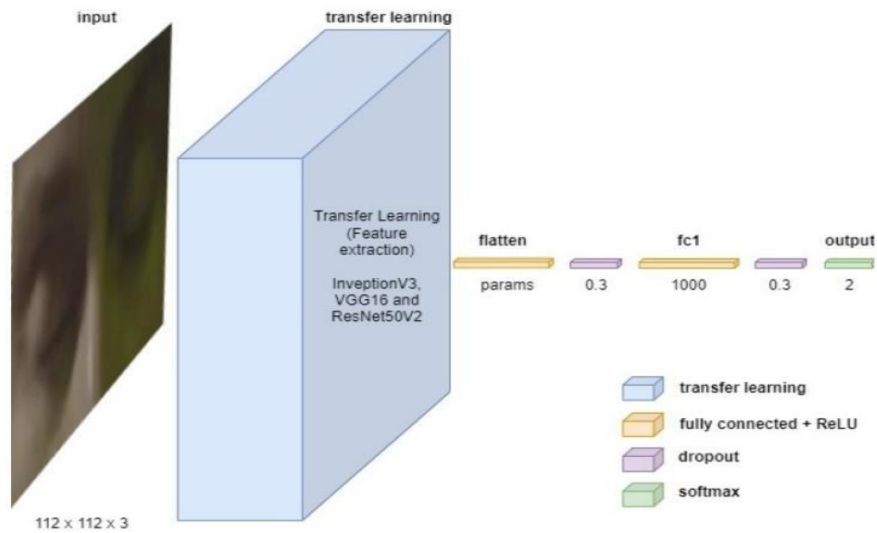 input
transfer learning
Transfer Learning
(Feature
extraction)
InveptionV3,
VGG16 and
ResNet50V2
flatten
fc1
output
params
0.3
1000
0.3
2
transfer learning
fully connected + ReLU
dropout
softmax
112 x 112 x 3